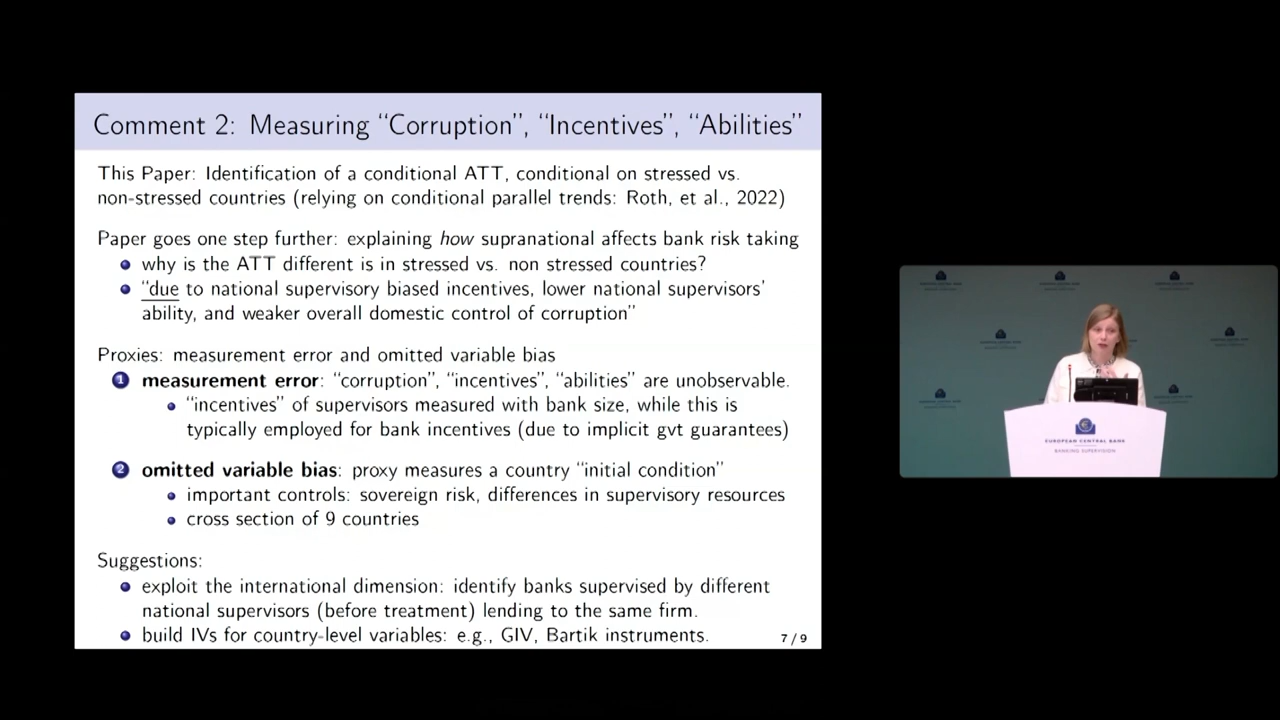 Comment 2: Measuring “Corruption”, “Incentives”, “Abilities”
This Paper: Identification of a conditional ATT, conditional on stressed vs.
non-stressed countries (relying on conditional parallel trends: Roth, et al., 2022)
Paper goes one step further: explaining how supranational affects bank risk taking
why is the ATT different is in stressed vs. non stressed countries?
“due to national supervisory biased incentives, lower national supervisors’
ability, and weaker overall domestic control of corruption”
Proxies: measurement error and omitted variable bias
1 measurement error: “corruption”, “incentives”, “abilities” are unobservable.
“incentives” of supervisors measured with bank size, while this is
typically employed for bank incentives (due to implicit gvt guarantees)
2 omitted variable bias: proxy measures a country “initial condition”
important controls: sovereign risk, differences in supervisory resources
cross section of 9 countries
Suggestions:
exploit the international dimension: identify banks supervised by different
national supervisors (before treatment) lending to the same firm.
build IVs for country-level variables: e.g., GIV, Bartik instruments.
7 / 9
EUROPEAN CENTRAL BANK
BANKING SUPERVISION